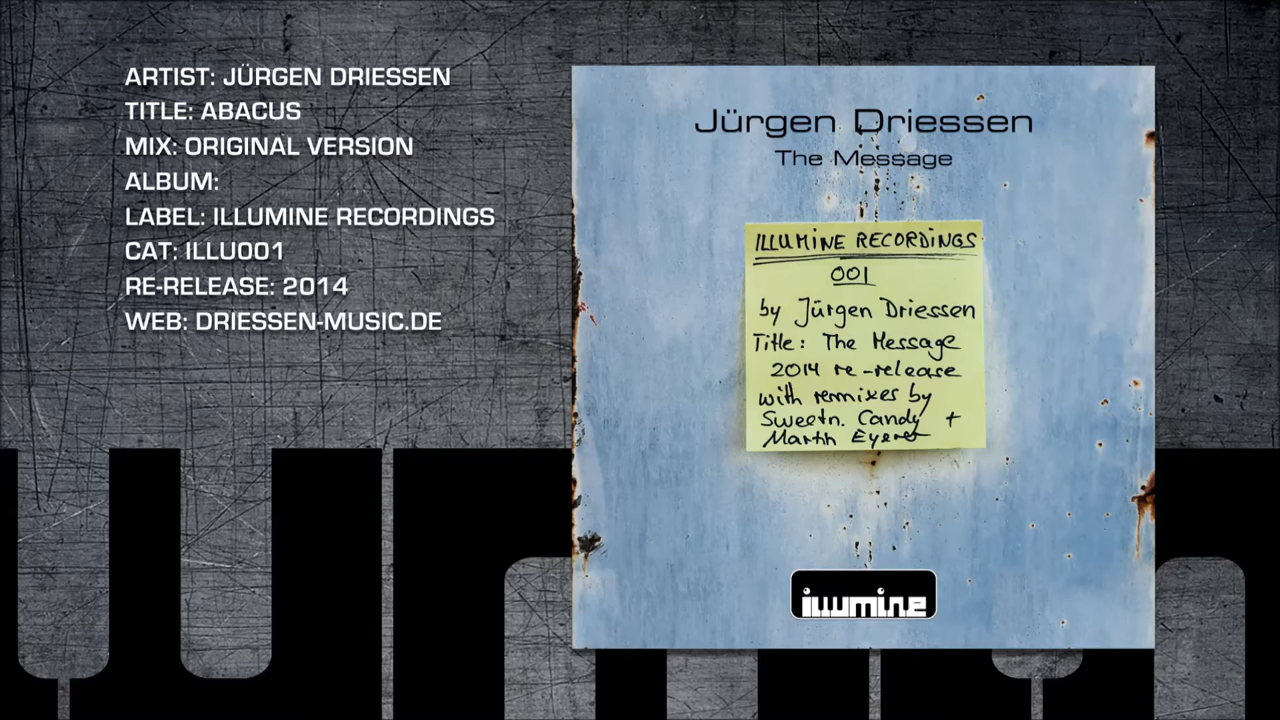 ARTIST: JÜRGEN DRIESSEN
TITLE: ABACUS
MIX: ORIGINAL VERSION
ALBUM:
LABEL: ILLUMINE RECORDINGS
CAT: ILLU001
RE-RELEASE: 2014
WEB: DRIESSEN-MUSIC.DE
Jürgen Driessen
The Message
ILLUMINE RECORDINGS
001
by Jürgen Driessen
Title: The Message
2014 re-release
with remixes by
Sweetn. Candy +
Martin Eyerer
illumine